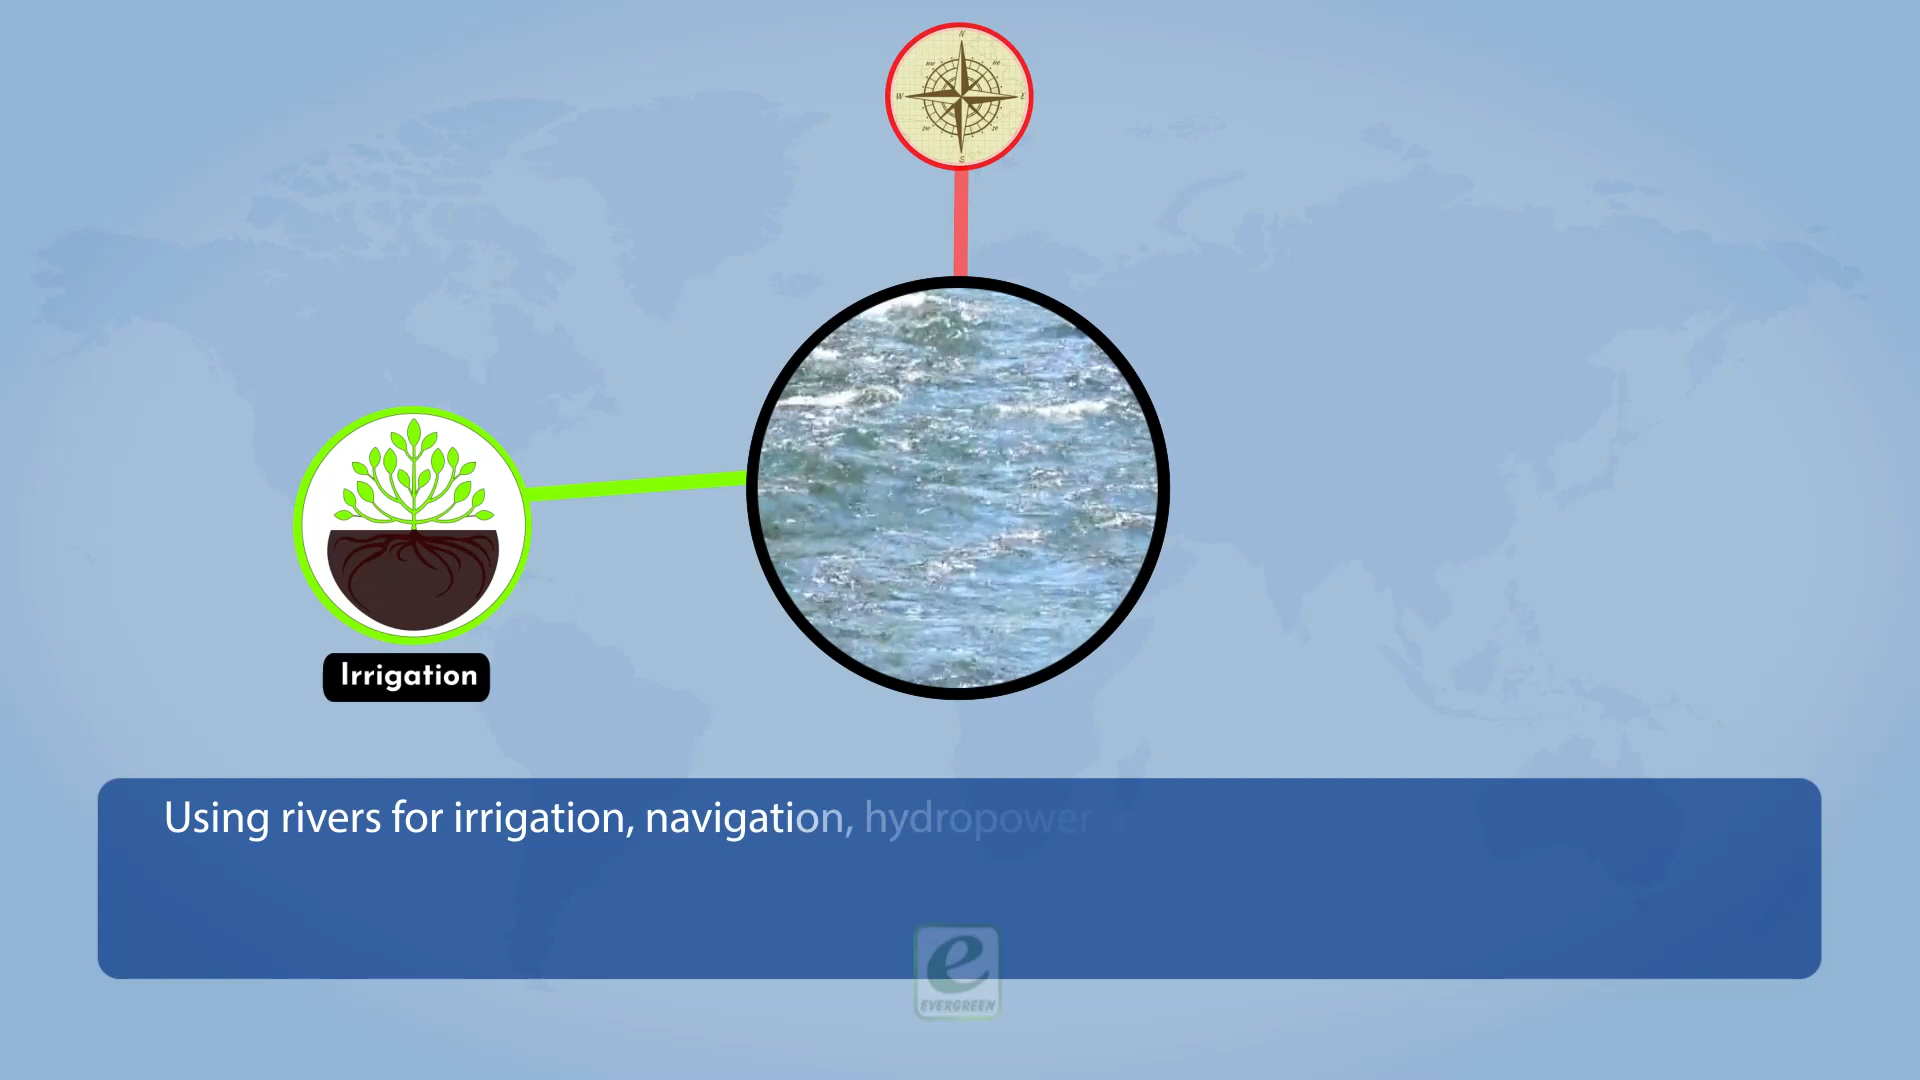 N
W
E
S
Irrigation
Using rivers for irrigation, navigation, hydropower
e
EVERGREEN